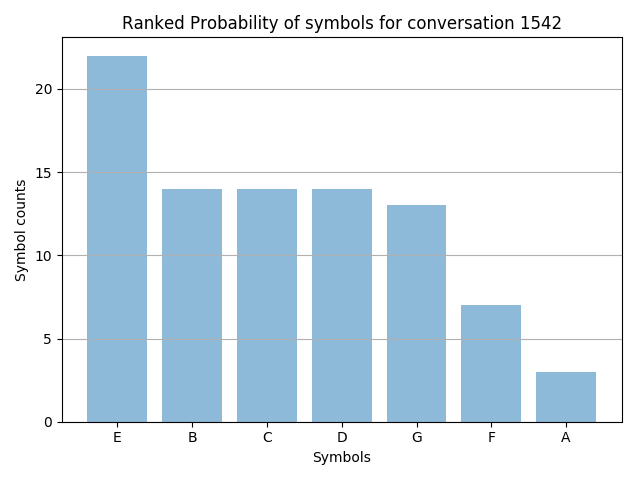 Ranked Probability of symbols for conversation 1542
Symbol counts
20
15
10
5
0
E B C D G F A
Symbols